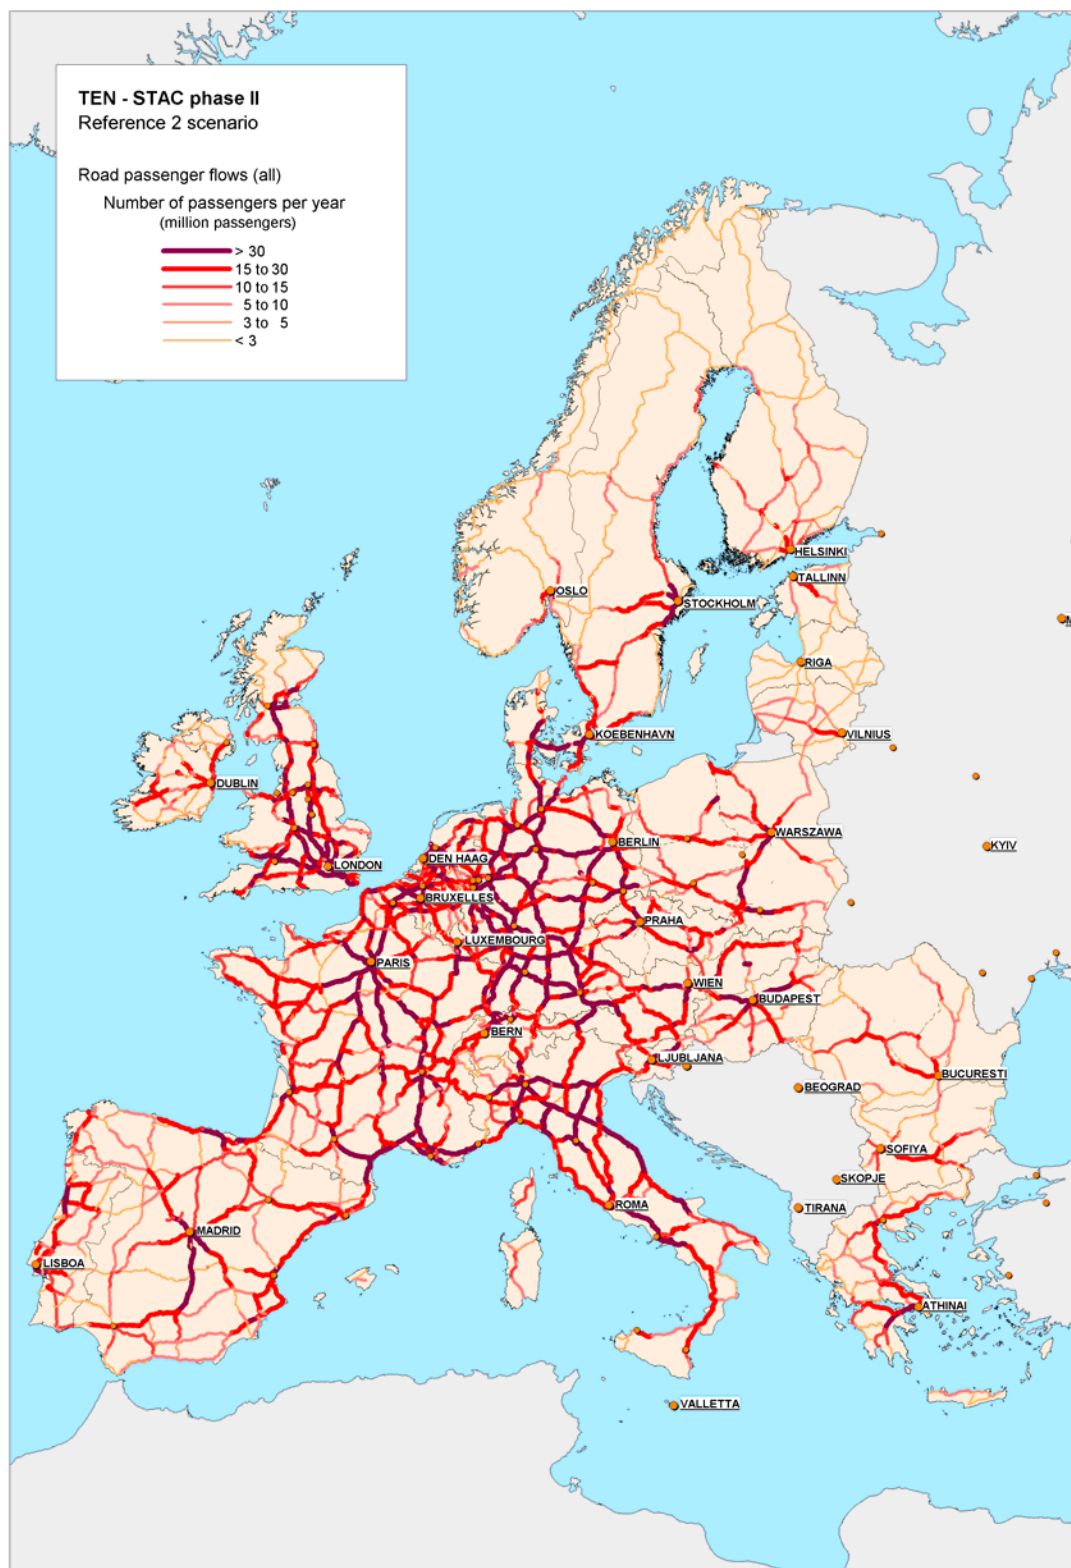 TEN - STAC phase II
Reference 2 scenario
Road passenger flows (all)
Number of passengers per year
(million passengers)
> 30
15 to 30
10 to 15
5 to 10
3 to 5
< 3
HELSINKI
TALLINN
OSLO
STOCKHOLM
M
RIGA
KOEBENHAVN
VILNIUS
DUBLIN
WARSZAWA
BERLIN
KYIV
DEN HAAG
LONDON
BRUXELLES
PRAHA
LUXEMBOURG
PARIS
WIEN
BUDAPEST
BERN
LJUBLJANA
BUCURESTI
BEOGRAD
SOFIYA
SKOPJE
ROMA
TIRANA
MADRID
LISBOA
ATHINAI
VALLETTA